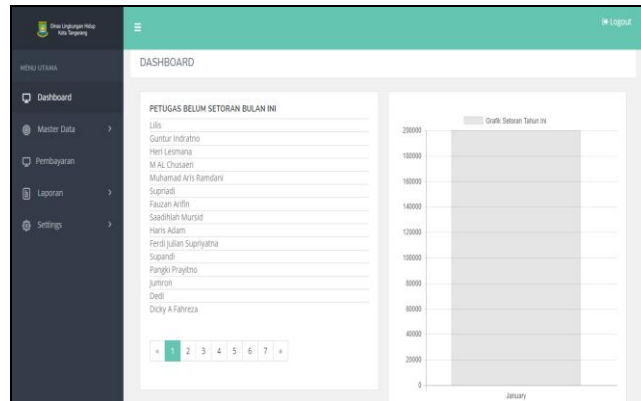 Dinas Lingkungan Hidup
Kota Tangerang
Logout
MENU UTAMA
DASHBOARD
Dashboard
Master Data
Pembayaran
Laporan
Settings
PETUGAS BELUM SETORAN BULAN INI
Lilis
Guntur Indratno
Heri Lesmana
M AL Chusaeri
Muhamad Aris Ramdani
Supriadi
Fauzan Arifin
Saadihlah Mursid
Haris Adam
Ferdi Julian Supriyatna
Supandi
Pangki Prayitno
Jumron
Dedi
Dicky A Fahreza
« 1 2 3 4 5 6 7 »
Grafik Setoran Tahun Ini
200000
180000
160000
140000
120000
100000
80000
60000
40000
20000
0
January